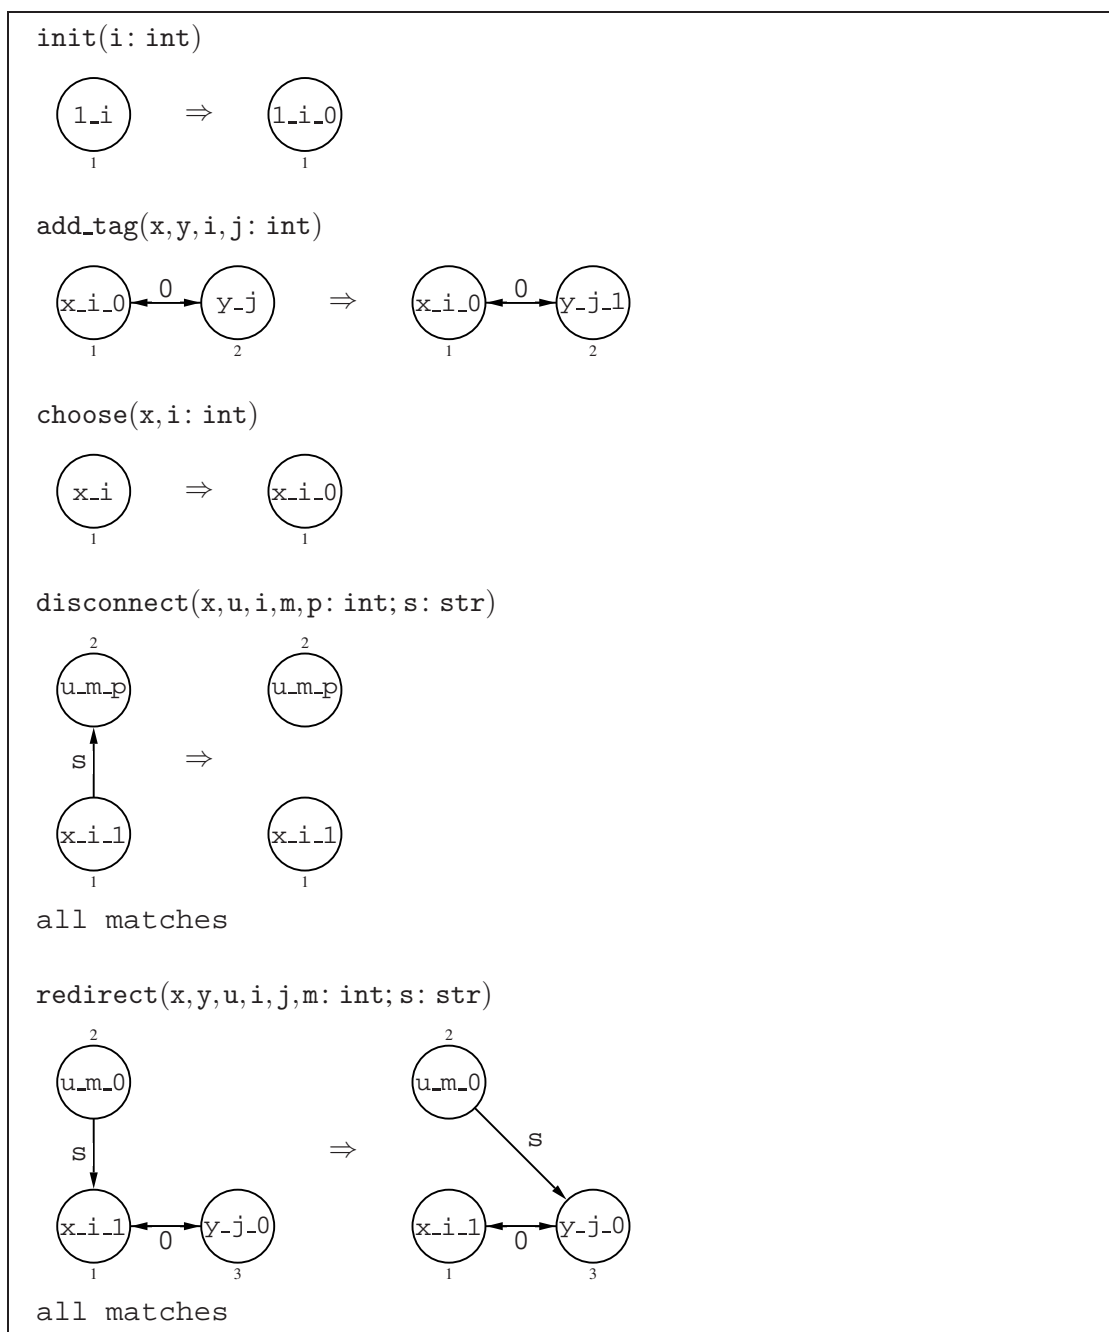 init(i: int)
1_i ⇒ 1_i_0
1 1
add_tag(x,y,i,j: int)
x_i_0 0 y_j ⇒ x_i_0 0 y_j_1
1 2 1 2
choose(x,i: int)
x_i ⇒ x_i_0
1 1
disconnect(x,u,i,m,p: int; s: str)
2 2
u_m_p u_m_p
s ⇒
x_i_1 x_i_1
1 1
all matches
redirect(x,y,u,i,j,m: int; s: str)
2 2
u_m_0 u_m_0
s ⇒ s
x_i_1 0 y_j_0 x_i_1 0 y_j_0
1 3 1 3
all matches